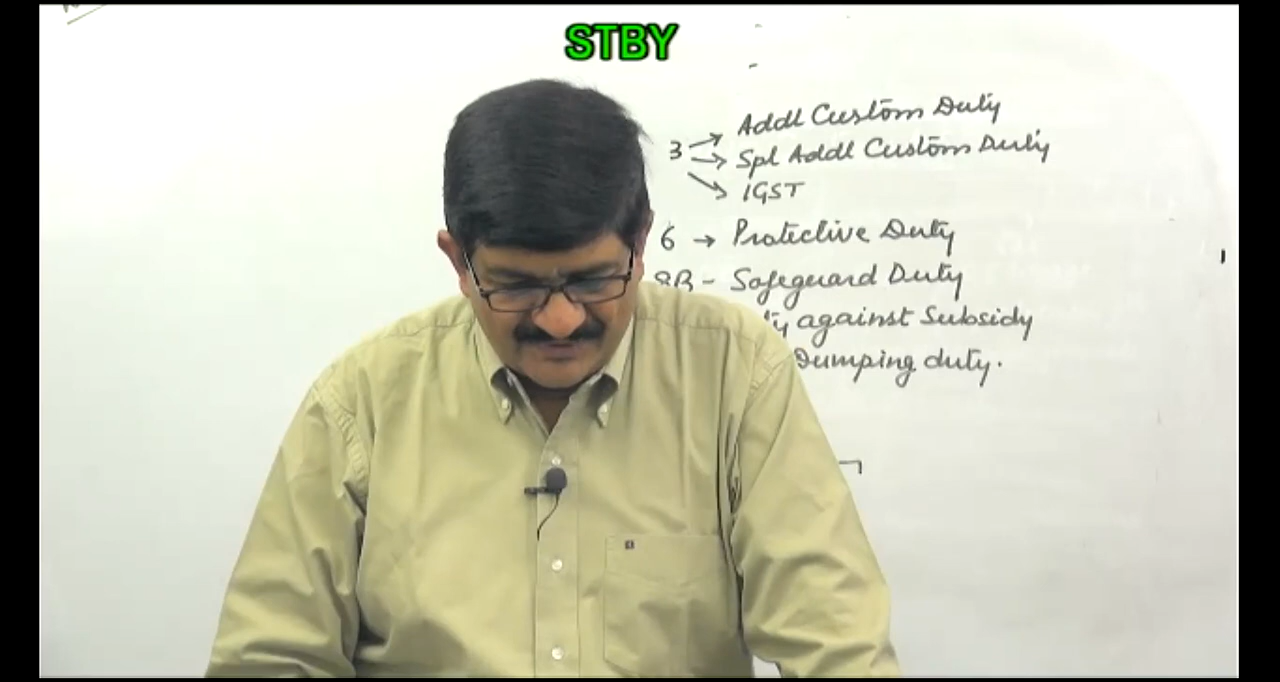 STBY
3 → Addl Custom Duty
→ Spl Addl Custom Duty
→ IGST
6 → Protective Duty
8B - Safeguard Duty
against Subsidy
Dumping duty.